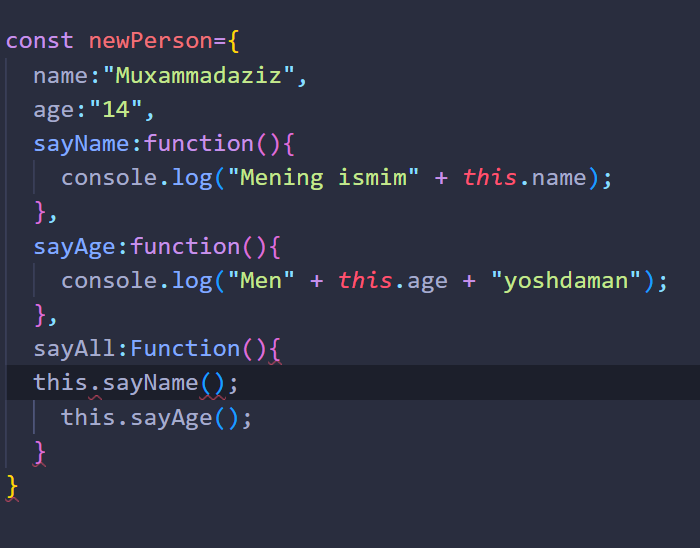 const newPerson={
name:"Muxammadaziz",
age:"14",
sayName:function(){
console.log("Mening ismim" + this.name);
},
sayAge:function(){
console.log("Men" + this.age + "yoshdaman");
},
sayAll:Function(){
this.sayName();
this.sayAge();
}
}